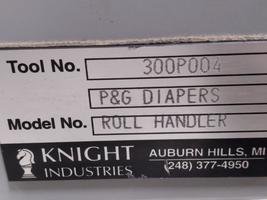 Tool No. 300P004
P&G DIAPERS
Model No. ROLL HANDLER
KNIGHT INDUSTRIES AUBURN HILLS, MI
(248) 377-4950